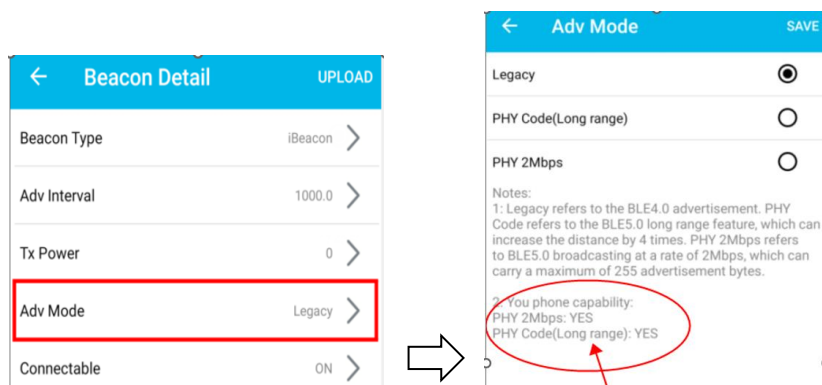 Beacon Detail UPLOAD
Beacon Type iBeacon
Adv Interval 1000.0
Tx Power 0
Adv Mode Legacy
Connectable ON
Adv Mode SAVE
Legacy
PHY Code(Long range)
PHY 2Mbps
Notes:
1: Legacy refers to the BLE4.0 advertisement. PHY
Code refers to the BLE5.0 long range feature, which can
increase the distance by 4 times. PHY 2Mbps refers
to BLE5.0 broadcasting at a rate of 2Mbps, which can
carry a maximum of 255 advertisement bytes.
2: You phone capability:
PHY 2Mbps: YES
PHY Code(Long range): YES